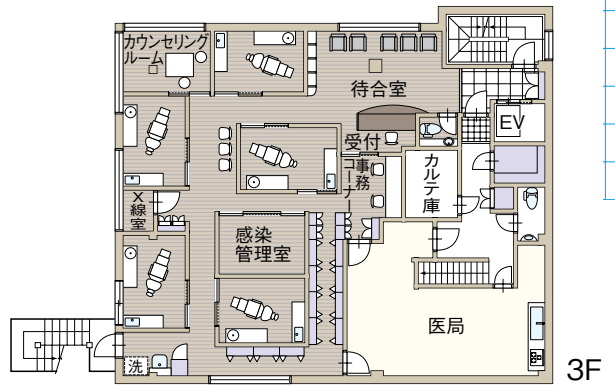 カウンセリング
ルーム
待合室
EV
受付
事務
コーナー
カルテ庫
X線室
感染
管理室
医局
洗
3F